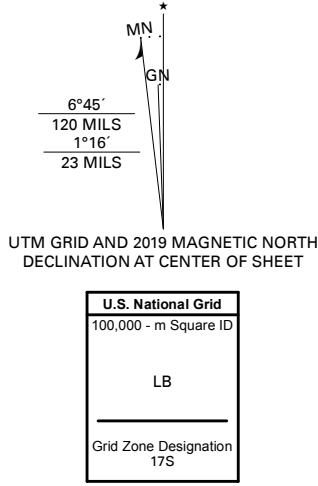 ★
MN
GN
6°45´
120 MILS
1°16´
23 MILS
UTM GRID AND 2019 MAGNETIC NORTH
DECLINATION AT CENTER OF SHEET
U.S. National Grid
100,000 - m Square ID
LB
Grid Zone Designation
17S